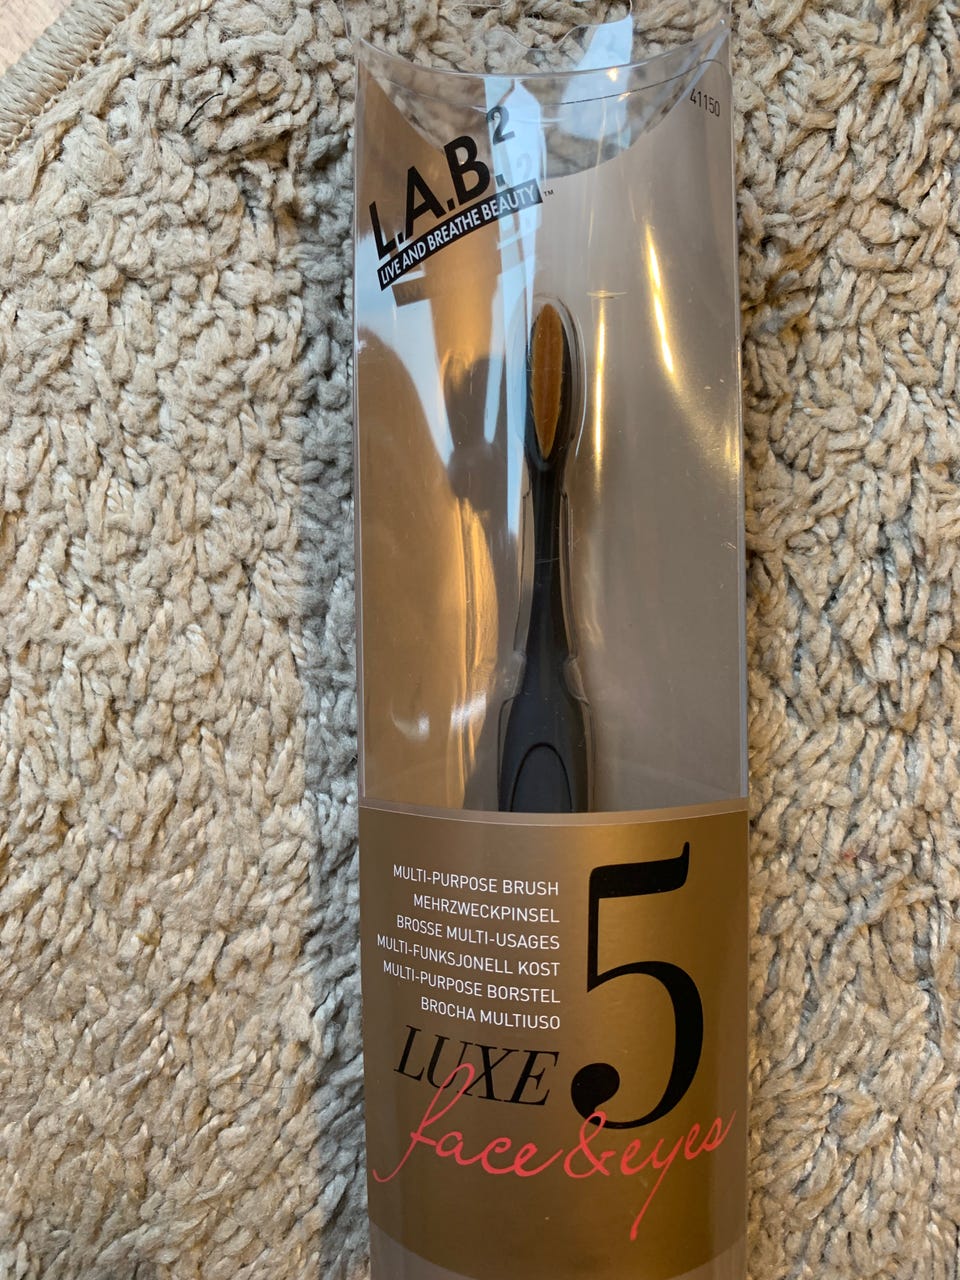 41150
L.A.B.2
LIVE AND BREATHE BEAUTY™
MULTI-PURPOSE BRUSH
MEHRZWECKPINSEL
BROSSE MULTI-USAGES
MULTI-FUNKSJONELL KOST
MULTI-PURPOSE BORSTEL
BROCHA MULTIUSO
5
LUXE
face & eyes